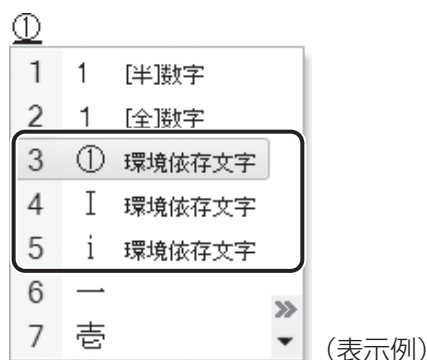 ①
1 1 [半]数字
2 １ [全]数字
3 ① 環境依存文字
4 Ⅰ 環境依存文字
5 ⅰ 環境依存文字
6 一
7 壱
（表示例）